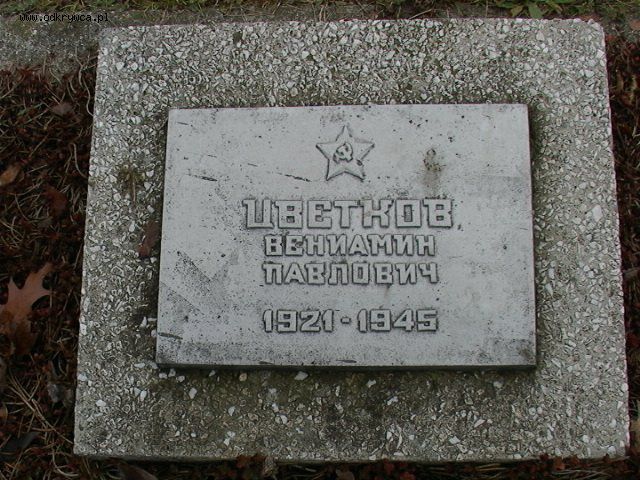 www.odkrywca.pl
ЦВЕТКОВ
ВЕНИАМИН
ПАВЛОВИЧ
1921-1945